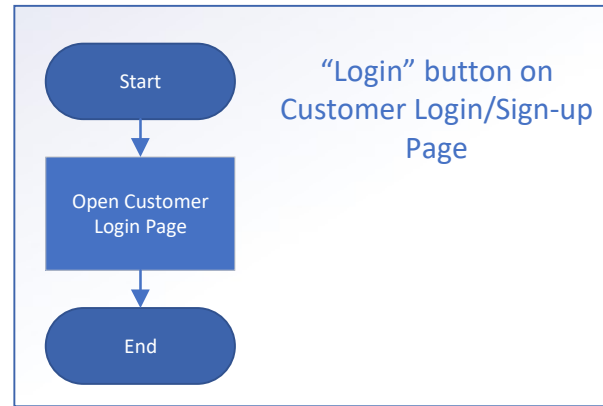 Start
“Login” button on
Customer Login/Sign-up
Page
Open Customer
Login Page
End